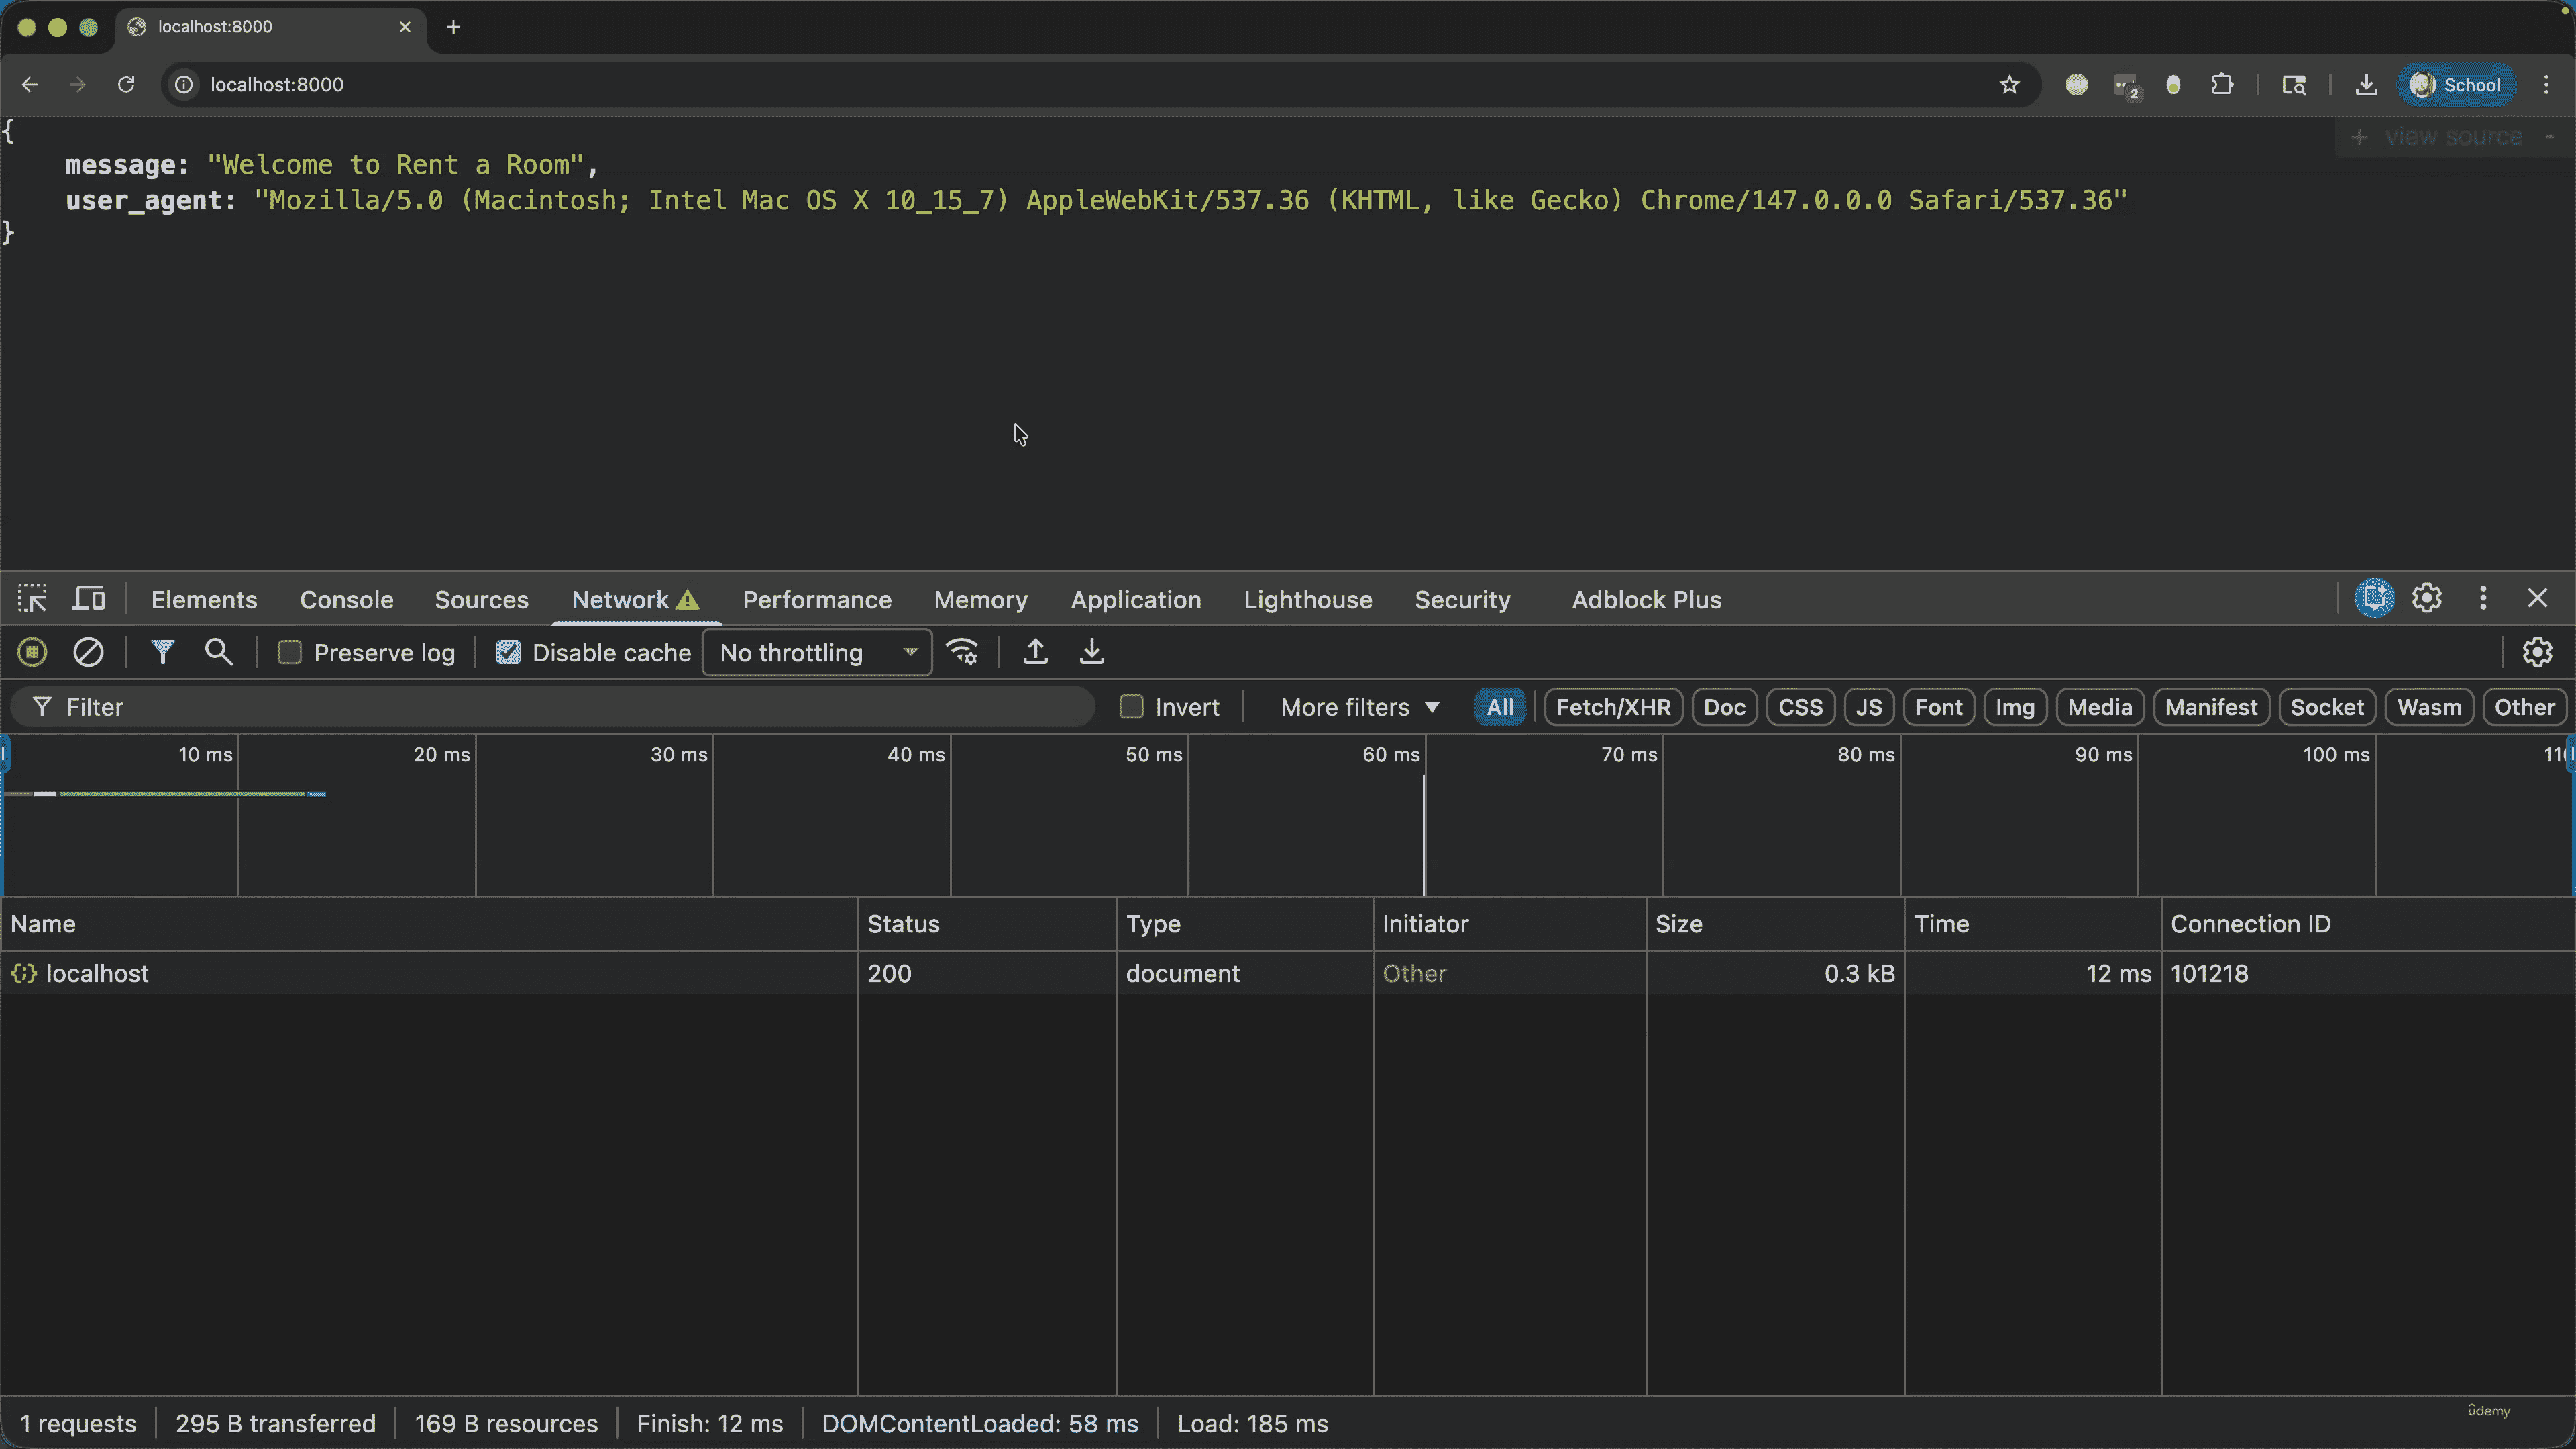 localhost:8000
localhost:8000
2
School
{
message: "Welcome to Rent a Room",
user_agent: "Mozilla/5.0 (Macintosh; Intel Mac OS X 10_15_7) AppleWebKit/537.36 (KHTML, like Gecko) Chrome/147.0.0.0 Safari/537.36"
}
+ view source -
Elements Console Sources Network Performance Memory Application Lighthouse Security Adblock Plus
Preserve log Disable cache No throttling
Filter Invert More filters All Fetch/XHR Doc CSS JS Font Img Media Manifest Socket Wasm Other
10 ms 20 ms 30 ms 40 ms 50 ms 60 ms 70 ms 80 ms 90 ms 100 ms
Name Status Type Initiator Size Time Connection ID
{;} localhost 200 document Other 0.3 kB 12 ms 101218
1 requests 295 B transferred 169 B resources Finish: 12 ms DOMContentLoaded: 58 ms Load: 185 ms
ûdemy